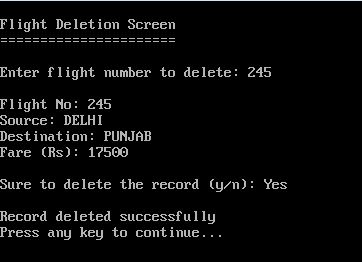 Flight Deletion Screen
======================
Enter flight number to delete: 245
Flight No: 245
Source: DELHI
Destination: PUNJAB
Fare (Rs): 17500
Sure to delete the record (y/n): Yes
Record deleted successfully
Press any key to continue...